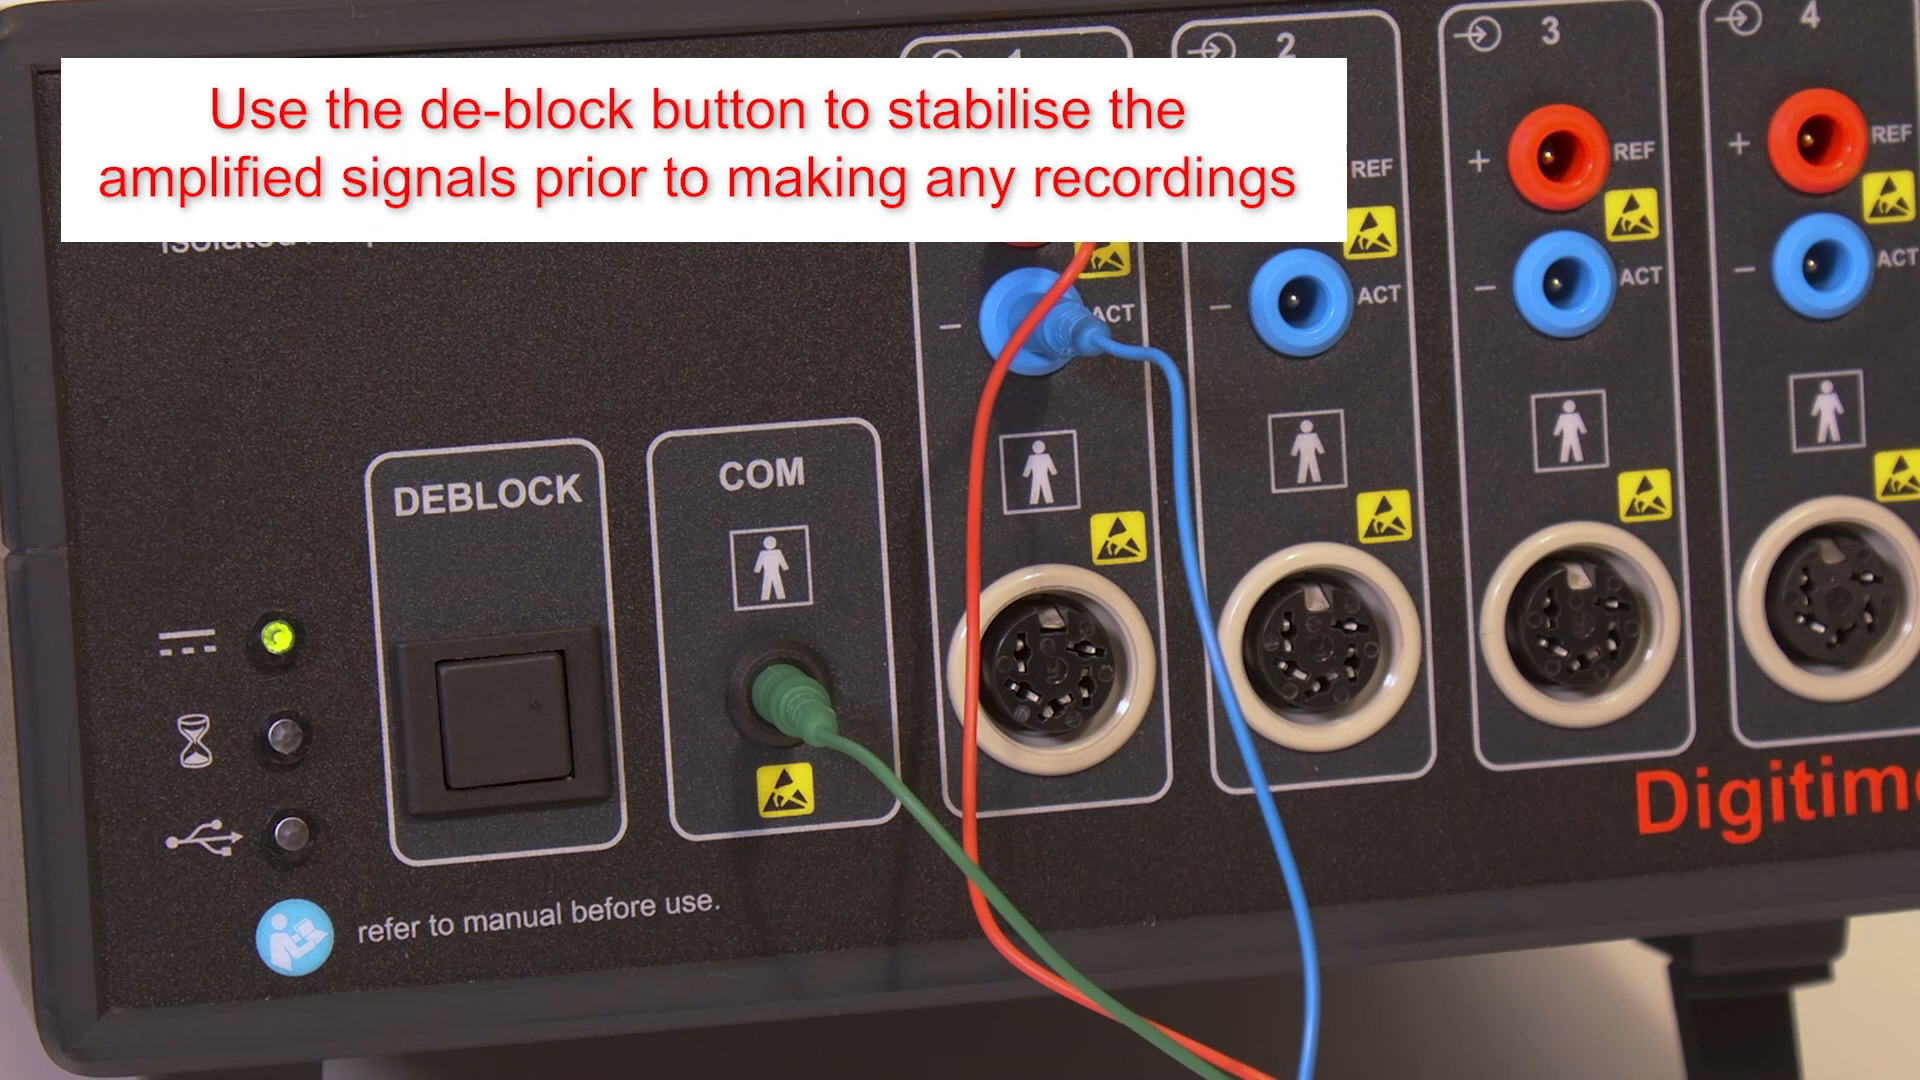 Use the de-block button to stabilise the
amplified signals prior to making any recordings
2
3
4
REF
REF
REF
+
+
ACT
ACT
ACT
ACT
DEBLOCK
COM
refer to manual before use.